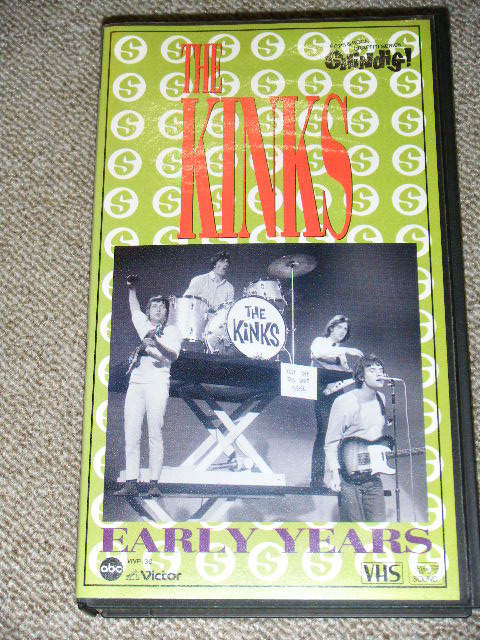 THE
KINKS
Shindig!
THE
KINKS
EARLY YEARS
abc
Victor
VHS